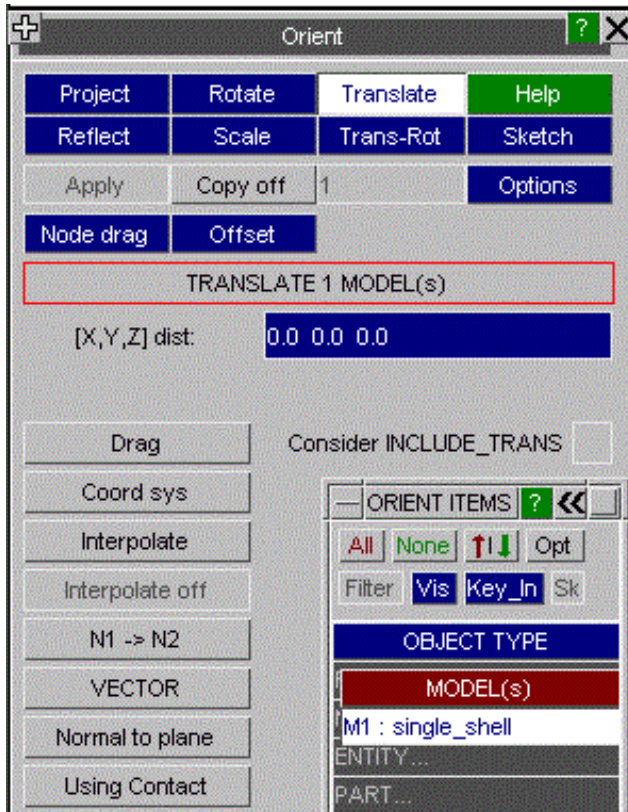 Orient ? X
Project Rotate Translate Help
Reflect Scale Trans-Rot Sketch
Apply Copy off 1 Options
Node drag Offset
TRANSLATE 1 MODEL(s)
[X,Y,Z] dist: 0.0 0.0 0.0
Drag Consider INCLUDE_TRANS
Coord sys
ORIENT ITEMS ?
Interpolate
All None Opt
Interpolate off
Filter Vis Key_In Sk
N1 -> N2
OBJECT TYPE
VECTOR
MODEL(s)
M1 : single_shell
Normal to plane
ENTITY...
Using Contact
PART...